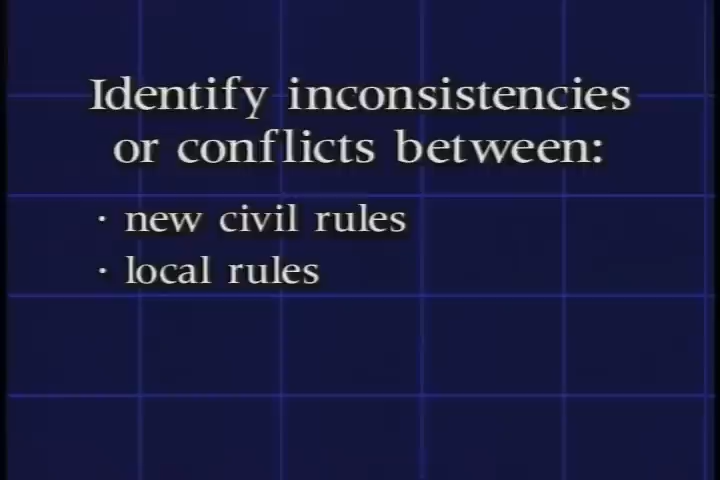 Identify inconsistencies
or conflicts between:
· new civil rules
· local rules